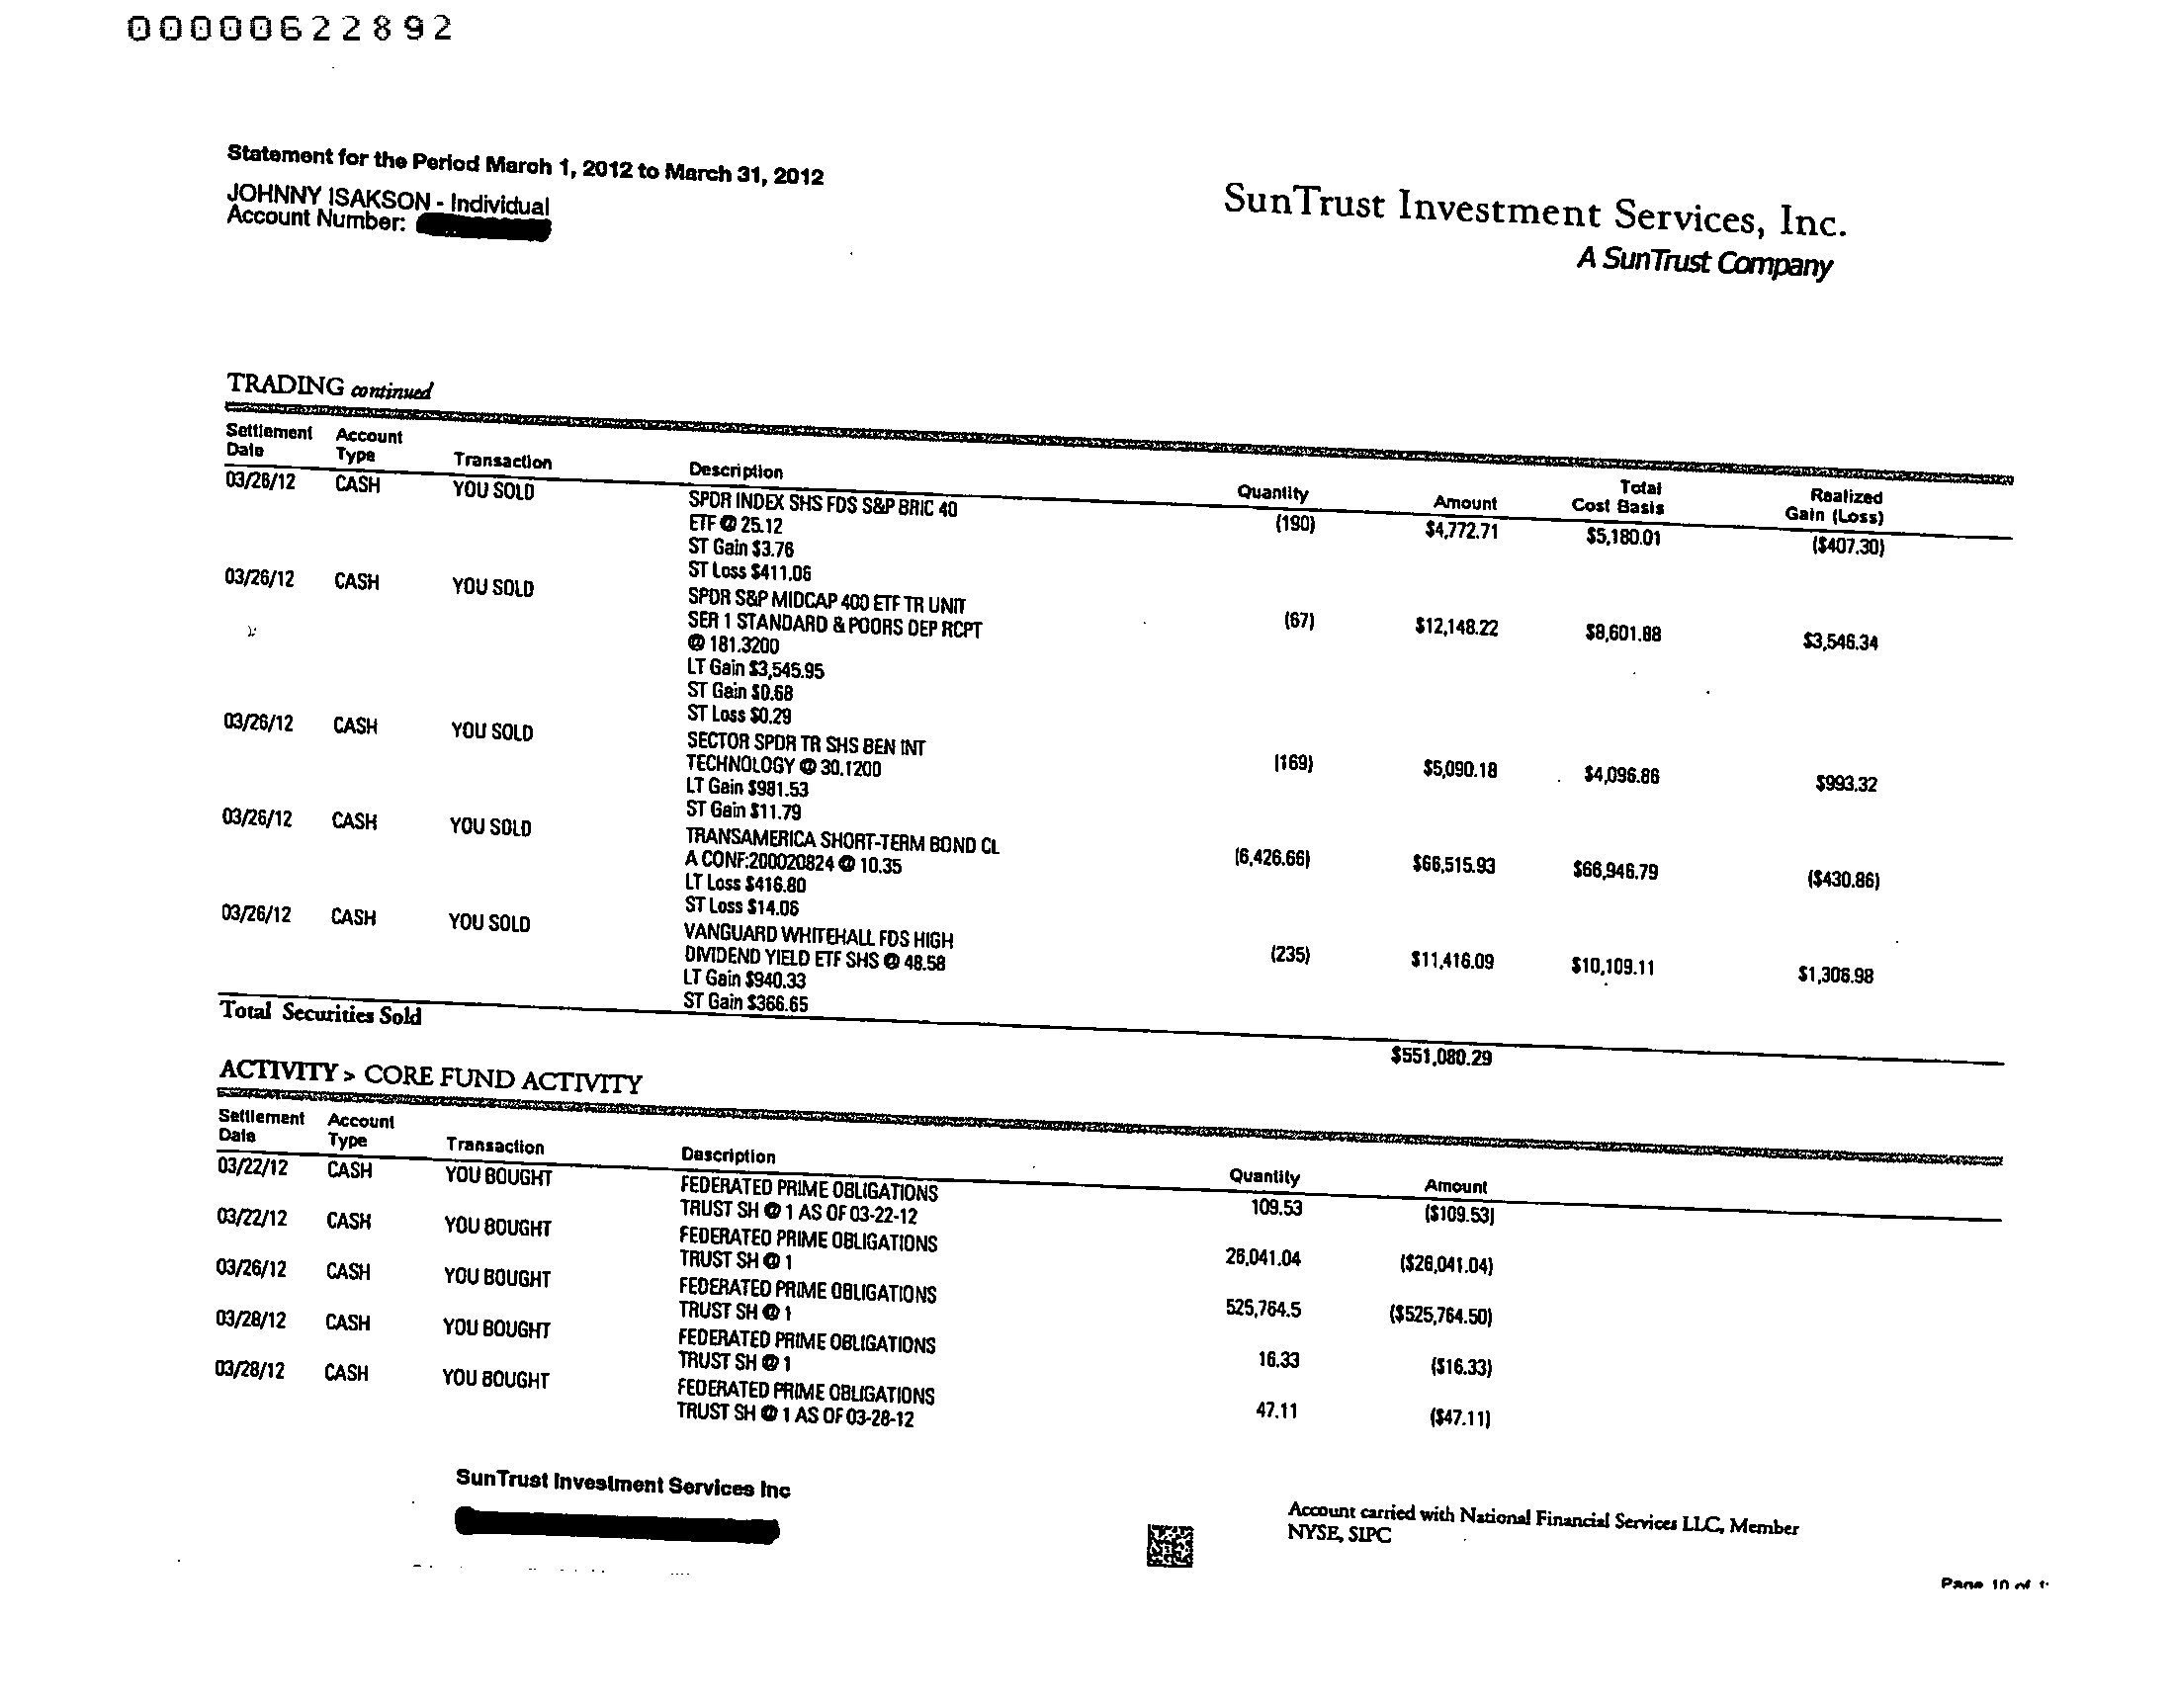 00000622892
Statement for the Period March 1, 2012 to March 31, 2012
JOHNNY ISAKSON - Individual
Account Number:
SunTrust Investment Services, Inc.
A SunTrust Company
TRADING continued
Settlement Date Account Type Transaction Description Quantity Amount Total Cost Basis Realized Gain (Loss)
03/26/12 CASH YOU SOLD SPDR INDEX SHS FDS S&P BRIC 40 (190) $4,772.71 $5,180.01 ($407.30)
ETF @ 25.12
ST Gain $3.76
ST Loss $411.06
03/26/12 CASH YOU SOLD SPDR S&P MIDCAP 400 ETF TR UNIT (67) $12,148.22 $8,601.88 $3,546.34
SER 1 STANDARD & POORS DEP RCPT
@ 181.3200
LT Gain $3,545.95
ST Gain $0.68
ST Loss $0.29
03/26/12 CASH YOU SOLD SECTOR SPDR TR SHS BEN INT (169) $5,090.18 $4,096.86 $993.32
TECHNOLOGY @ 30.1200
LT Gain $981.53
ST Gain $11.79
03/26/12 CASH YOU SOLD TRANSAMERICA SHORT-TERM BOND CL (6,426.66) $66,515.93 $66,946.79 ($430.86)
A CONF:200020824 @ 10.35
LT Loss $416.80
ST Loss $14.06
03/26/12 CASH YOU SOLD VANGUARD WHITEHALL FDS HIGH (235) $11,416.09 $10,109.11 $1,306.98
DIVIDEND YIELD ETF SHS @ 48.58
LT Gain $940.33
ST Gain $366.65
Total Securities Sold $551,080.29
ACTIVITY > CORE FUND ACTIVITY
Settlement Date Account Type Transaction Description Quantity Amount
03/22/12 CASH YOU BOUGHT FEDERATED PRIME OBLIGATIONS 109.53 ($109.53)
TRUST SH @ 1 AS OF 03-22-12
03/22/12 CASH YOU BOUGHT FEDERATED PRIME OBLIGATIONS 26,041.04 ($26,041.04)
TRUST SH @ 1
03/26/12 CASH YOU BOUGHT FEDERATED PRIME OBLIGATIONS 525,764.5 ($525,764.50)
TRUST SH @ 1
03/28/12 CASH YOU BOUGHT FEDERATED PRIME OBLIGATIONS 16.33 ($16.33)
TRUST SH @ 1
03/28/12 CASH YOU BOUGHT FEDERATED PRIME OBLIGATIONS 47.11 ($47.11)
TRUST SH @ 1 AS OF 03-28-12
SunTrust Investment Services Inc
Account carried with National Financial Services LLC, Member
NYSE, SIPC
Page 10 of